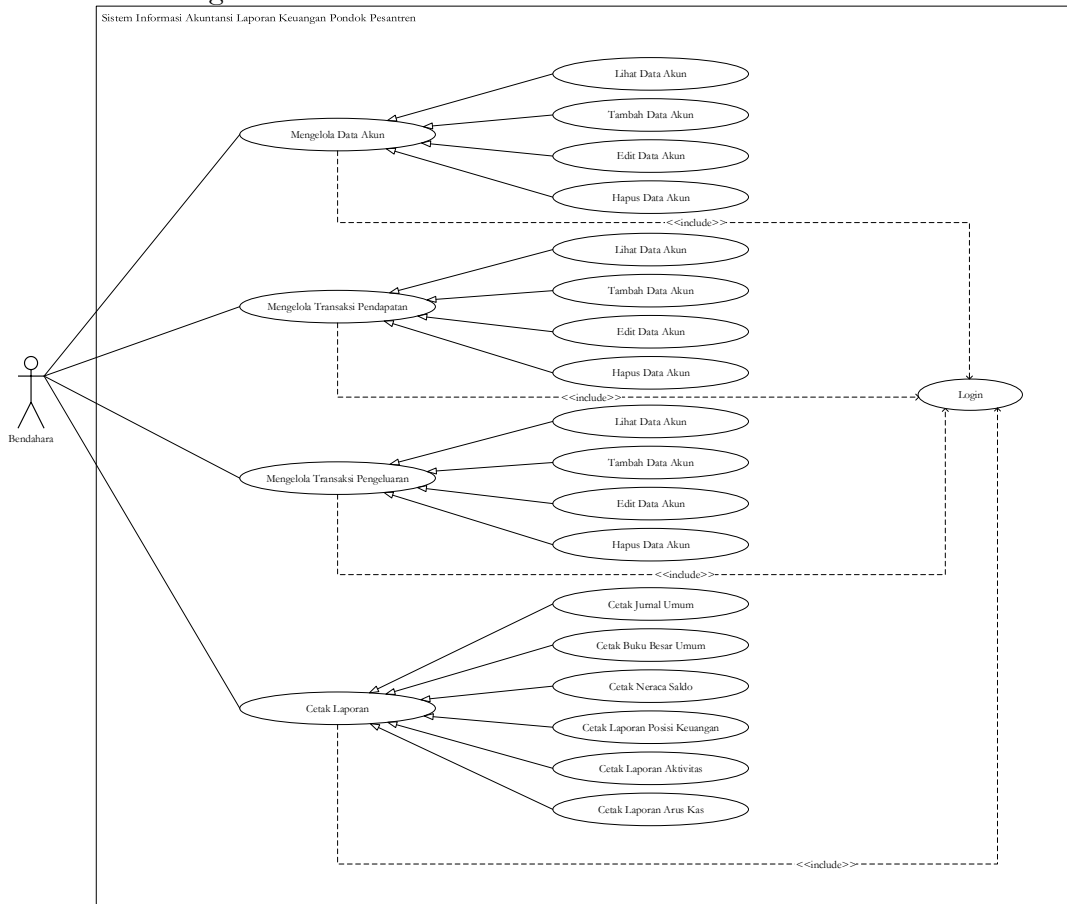 Sistem Informasi Akuntansi Laporan Keuangan Pondok Pesantren
Lihat Data Akun
Tambah Data Akun
Mengelola Data Akun
Edit Data Akun
Hapus Data Akun
<<include>>
Lihat Data Akun
Tambah Data Akun
Mengelola Transaksi Pendapatan
Edit Data Akun
Hapus Data Akun
<<include>>
Login
Bendahara
Lihat Data Akun
Tambah Data Akun
Mengelola Transaksi Pengeluaran
Edit Data Akun
Hapus Data Akun
<<include>>
Cetak Jurnal Umum
Cetak Buku Besar Umum
Cetak Neraca Saldo
Cetak Laporan
Cetak Laporan Posisi Keuangan
Cetak Laporan Aktivitas
Cetak Laporan Arus Kas
<<include>>